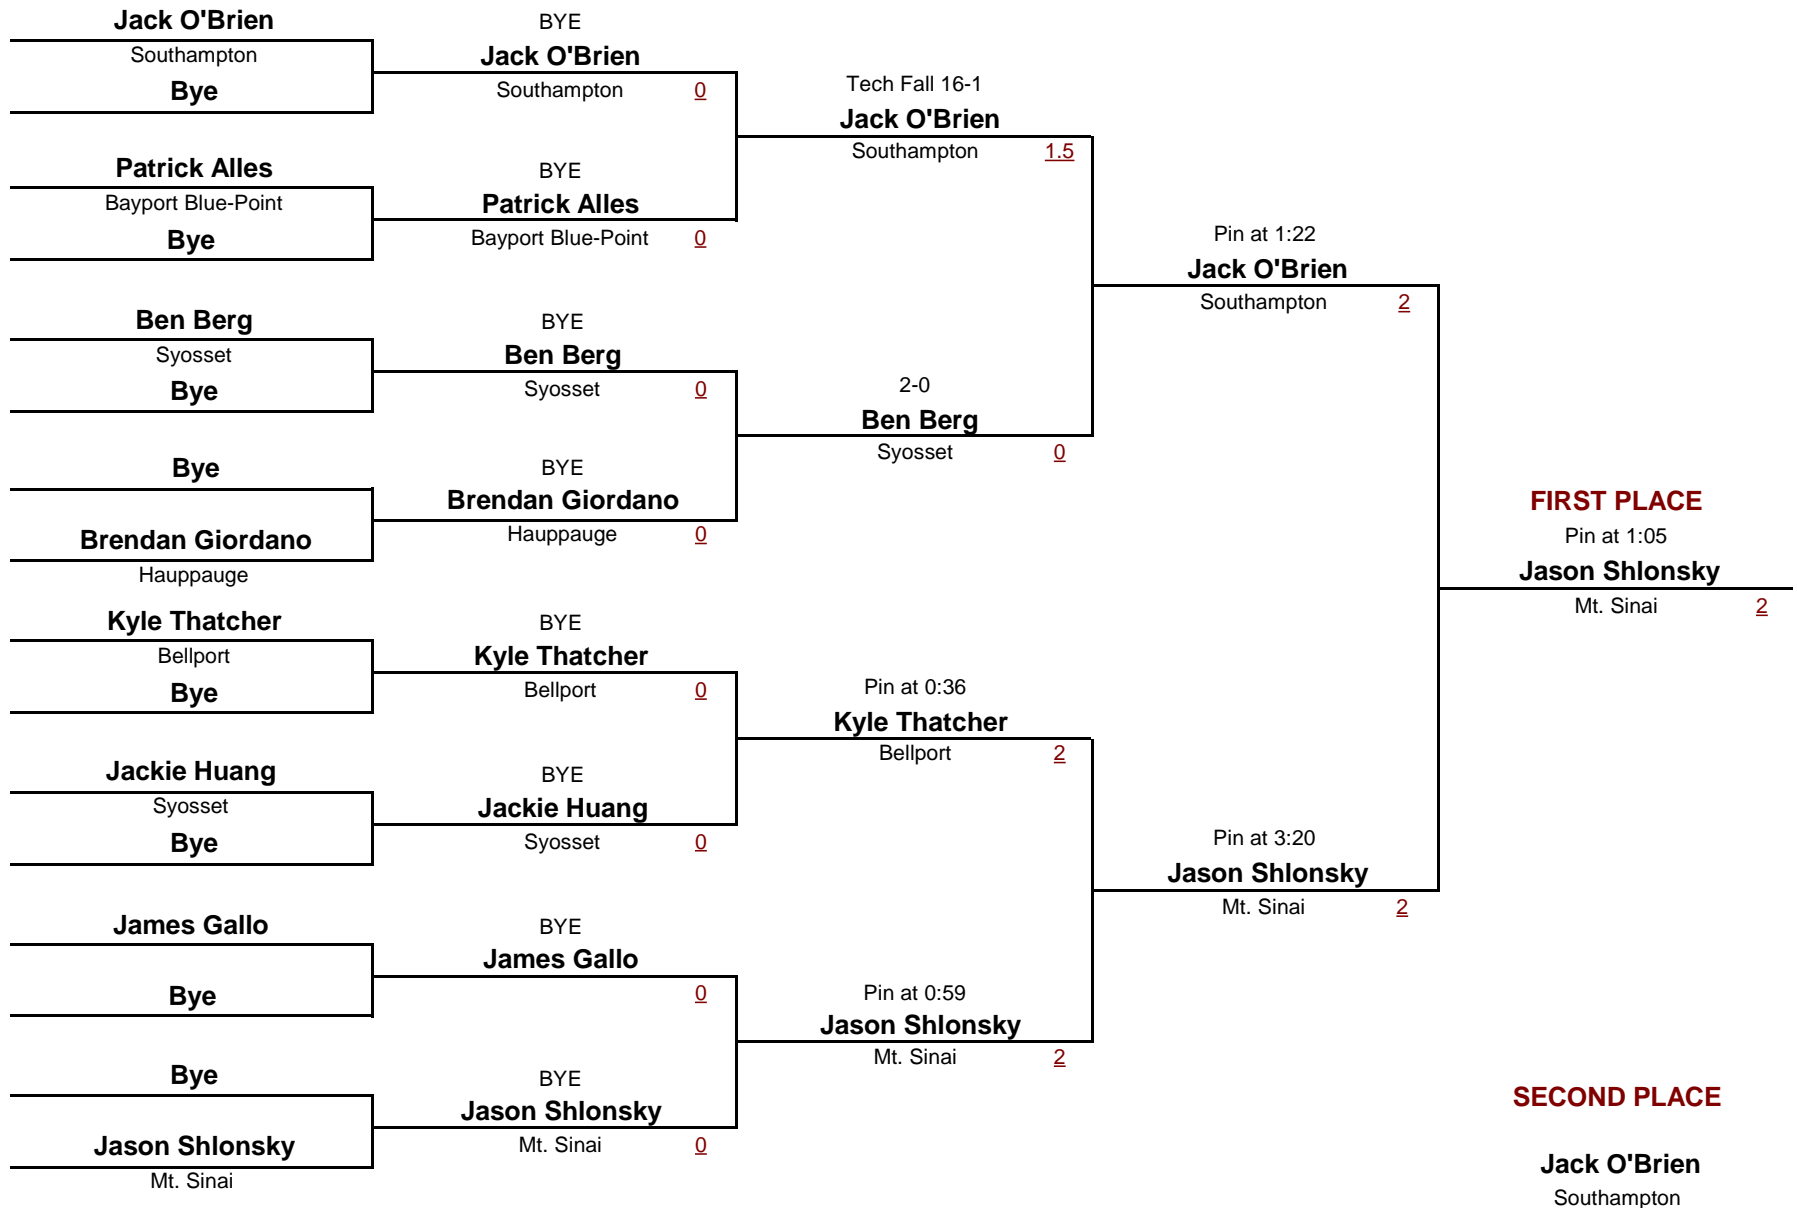 Jack O'Brien
Southampton
Bye
Patrick Alles
Bayport Blue-Point
Bye
Ben Berg
Syosset
Bye
Bye
Brendan Giordano
Hauppauge
Kyle Thatcher
Bellport
Bye
Jackie Huang
Syosset
Bye
James Gallo
Bye
Bye
Jason Shlonsky
Mt. Sinai
BYE
Jack O'Brien
Southampton 0
BYE
Patrick Alles
Bayport Blue-Point 0
BYE
Ben Berg
Syosset 0
BYE
Brendan Giordano
Hauppauge 0
BYE
Kyle Thatcher
Bellport 0
BYE
Jackie Huang
Syosset 0
BYE
James Gallo
0
BYE
Jason Shlonsky
Mt. Sinai 0
Tech Fall 16-1
Jack O'Brien
Southampton 1.5
2-0
Ben Berg
Syosset 0
Pin at 0:36
Kyle Thatcher
Bellport 2
Pin at 0:59
Jason Shlonsky
Mt. Sinai 2
Pin at 1:22
Jack O'Brien
Southampton 2
Pin at 3:20
Jason Shlonsky
Mt. Sinai 2
FIRST PLACE
Pin at 1:05
Jason Shlonsky
Mt. Sinai 2
SECOND PLACE
Jack O'Brien
Southampton